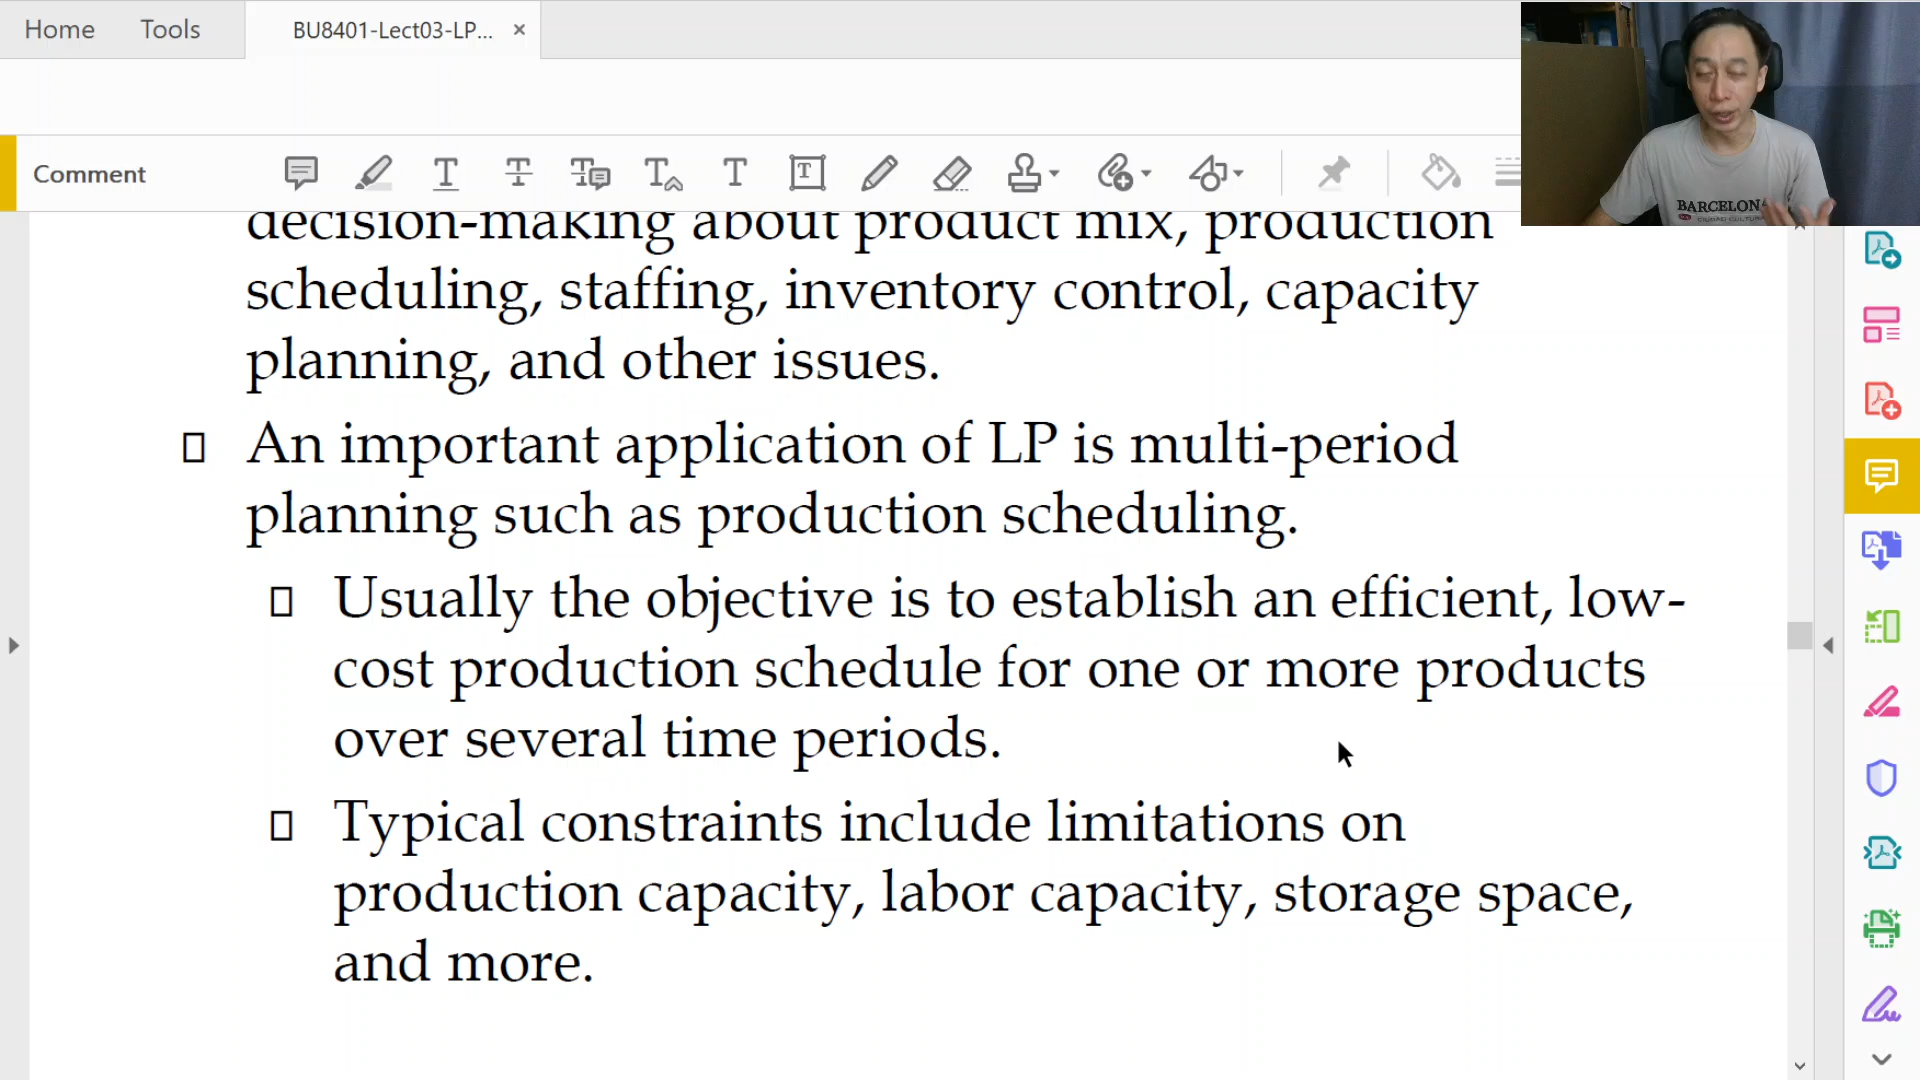 Home Tools BU8401-Lect03-LP...
Comment
decision-making about product mix, production
scheduling, staffing, inventory control, capacity
planning, and other issues.
An important application of LP is multi-period
planning such as production scheduling.
Usually the objective is to establish an efficient, low-
cost production schedule for one or more products
over several time periods.
Typical constraints include limitations on
production capacity, labor capacity, storage space,
and more.
BARCELONA